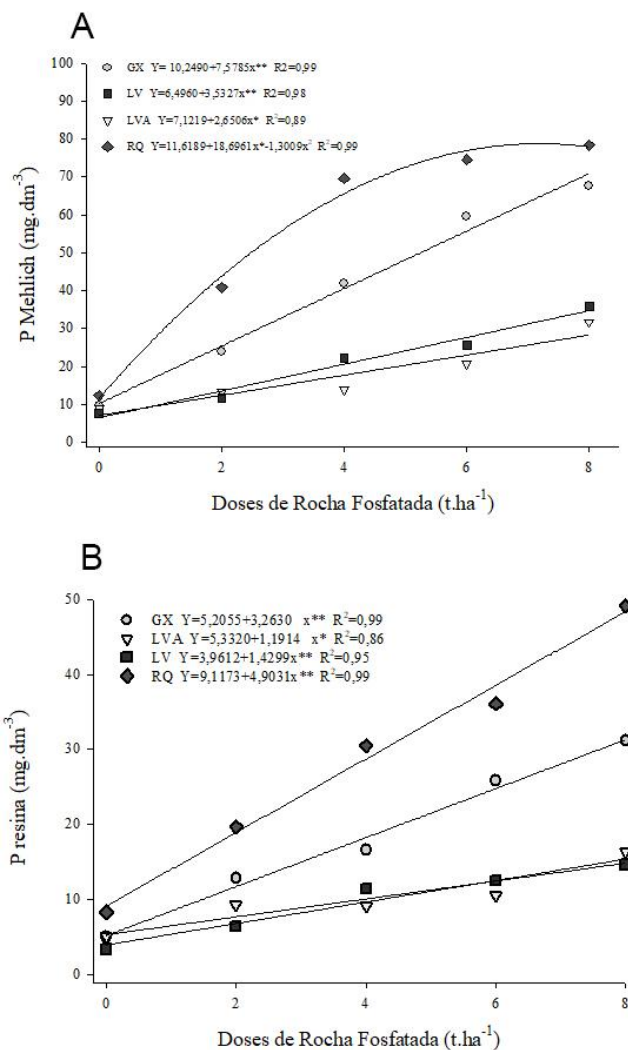 A
GX Y= 10,2490+7,5785x** R2=0,99
LV Y=6,4960+3,5327x** R2=0,98
LVA Y=7,1219+2,6506x* R²=0,89
RQ Y=11,6189+18,6961x*-1,3009x² R²=0,99
100
90
80
70
60
50
40
30
20
10
0
P Mehlich (mg.dm⁻³)
0 2 4 6 8
Doses de Rocha Fosfatada (t.ha⁻¹)
B
GX Y=5,2055+3,2630 x** R²=0,99
LVA Y=5,3320+1,1914 x* R²=0,86
LV Y=3,9612+1,4299x** R²=0,95
RQ Y=9,1173+4,9031x** R²=0,99
50
40
30
20
10
0
P resina (mg.dm⁻³)
0 2 4 6 8
Doses de Rocha Fosfatada (t.ha⁻¹)